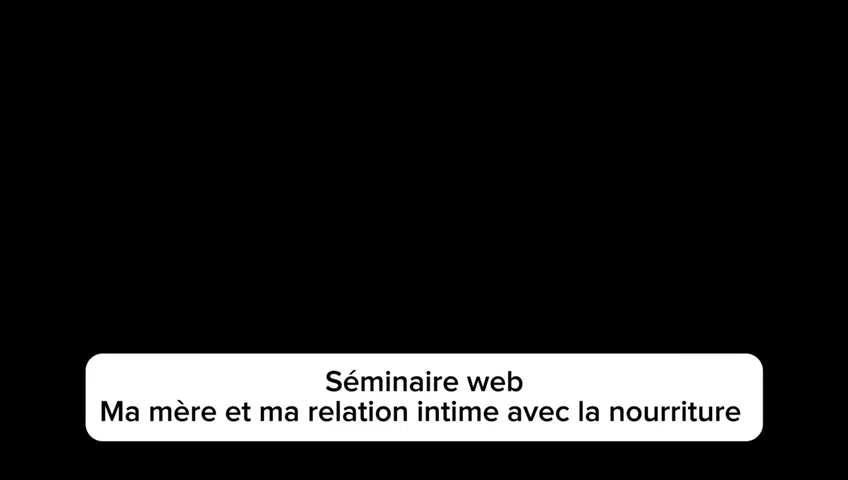 Séminaire web
Ma mère et ma relation intime avec la nourriture